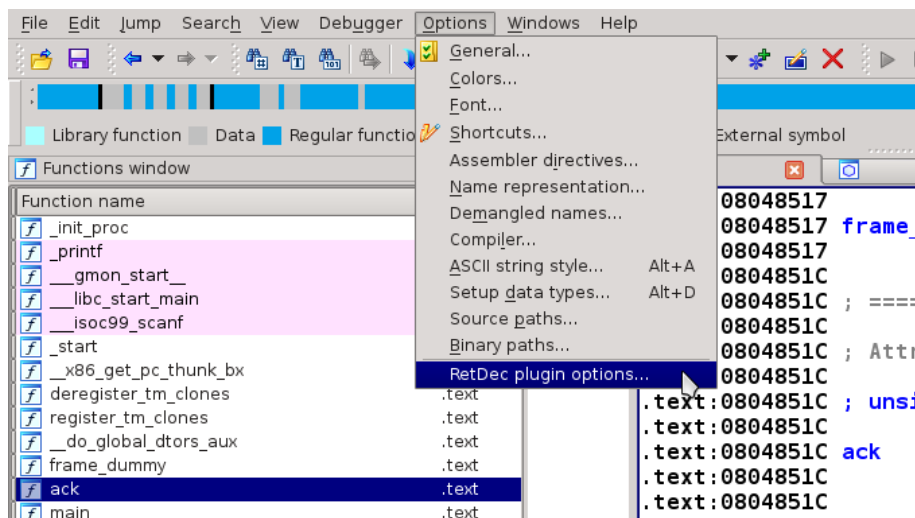 File Edit Jump Search View Debugger Options Windows Help
General...
Colors...
Font...
Shortcuts...
Assembler directives...
Name representation...
Demangled names...
Compiler...
ASCII string style... Alt+A
Setup data types... Alt+D
Source paths...
Binary paths...
RetDec plugin options...
Library function Data Regular functio External symbol
Functions window
Function name
_init_proc
_printf
___gmon_start__
___libc_start_main
___isoc99_scanf
_start
__x86_get_pc_thunk_bx
deregister_tm_clones .text
register_tm_clones .text
__do_global_dtors_aux .text
frame_dummy .text
ack .text
main .text
08048517
08048517 frame_
08048517
0804851C
0804851C ; ====
0804851C
0804851C ; Attr
0804851C
.text:0804851C ; unsi
.text:0804851C
.text:0804851C ack
.text:0804851C
.text:0804851C